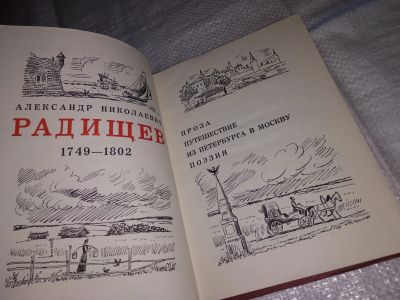 АЛЕКСАНДР НИКОЛАЕВИЧ
РАДИЩЕВ
1749—1802
ПРОЗА
ПУТЕШЕСТВИЕ
ИЗ ПЕТЕРБУРГА В МОСКВУ
ПОЭЗИЯ